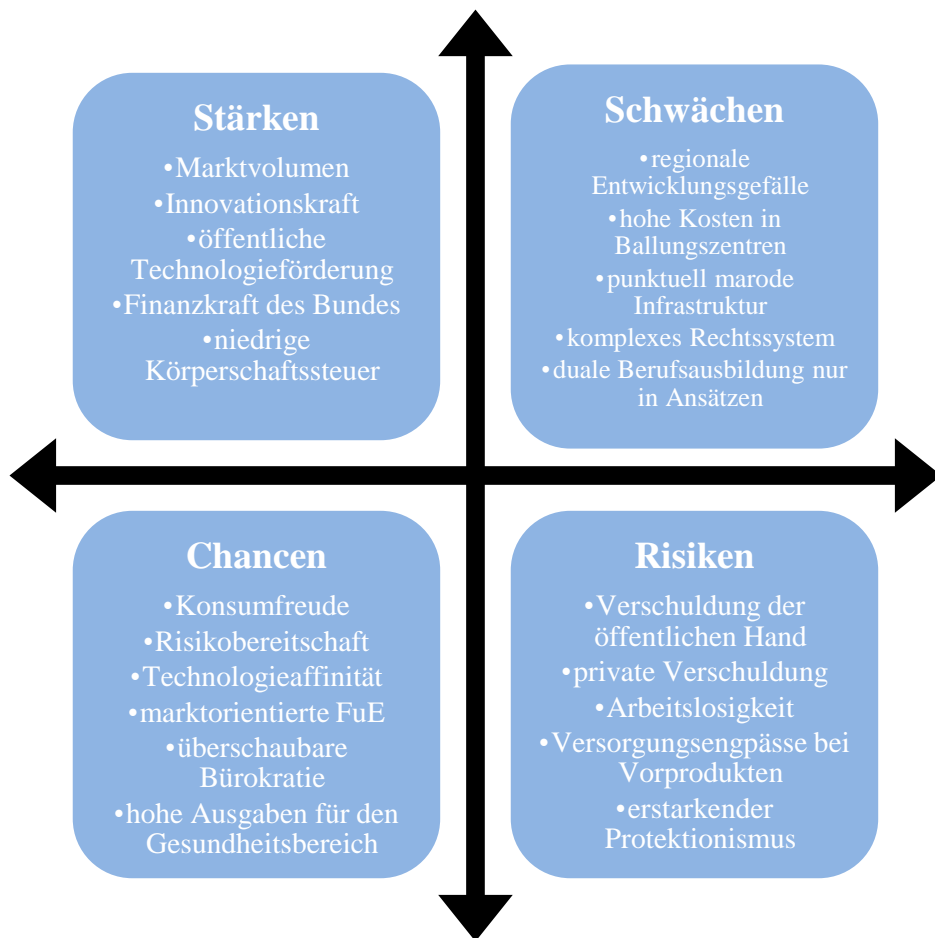 Stärken
•Marktvolumen
•Innovationskraft
•öffentliche
Technologieförderung
•Finanzkraft des Bundes
•niedrige
Körperschaftssteuer
Schwächen
•regionale
Entwicklungsgefälle
•hohe Kosten in
Ballungszentren
•punktuell marode
Infrastruktur
•komplexes Rechtssystem
•duale Berufsausbildung nur
in Ansätzen
Chancen
•Konsumfreude
•Risikobereitschaft
•Technologieaffinität
•marktorientierte FuE
•überschaubare
Bürokratie
•hohe Ausgaben für den
Gesundheitsbereich
Risiken
•Verschuldung der
öffentlichen Hand
•private Verschuldung
•Arbeitslosigkeit
•Versorgungsengpässe bei
Vorprodukten
•erstarkender
Protektionismus